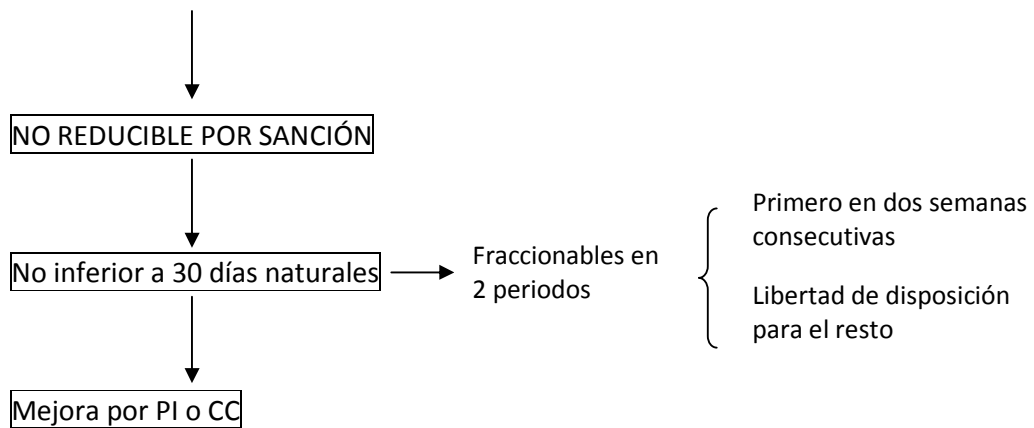 NO REDUCIBLE POR SANCIÓN
No inferior a 30 días naturales
Fraccionables en
2 periodos
Primero en dos semanas
consecutivas
Libertad de disposición
para el resto
Mejora por PI o CC